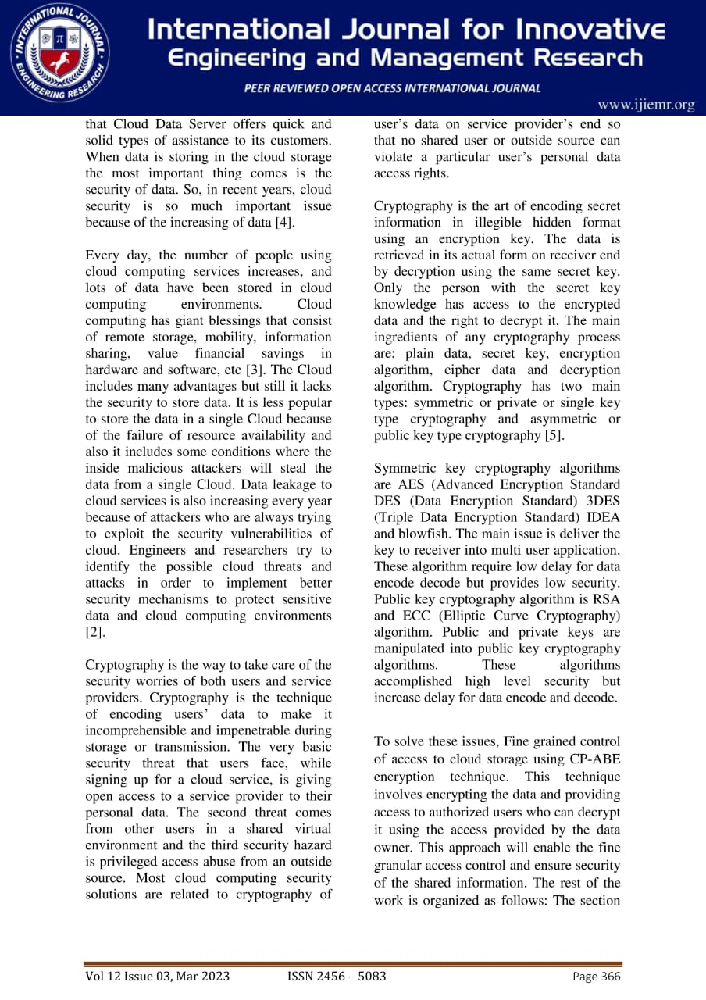 INTERNATIONAL JOURNAL
ENGINEERING RESEARCH
π
International Journal for Innovative
Engineering and Management Research
PEER REVIEWED OPEN ACCESS INTERNATIONAL JOURNAL
www.ijiemr.org
that Cloud Data Server offers quick and
solid types of assistance to its customers.
When data is storing in the cloud storage
the most important thing comes is the
security of data. So, in recent years, cloud
security is so much important issue
because of the increasing of data [4].
Every day, the number of people using
cloud computing services increases, and
lots of data have been stored in cloud
computing environments. Cloud
computing has giant blessings that consist
of remote storage, mobility, information
sharing, value financial savings in
hardware and software, etc [3]. The Cloud
includes many advantages but still it lacks
the security to store data. It is less popular
to store the data in a single Cloud because
of the failure of resource availability and
also it includes some conditions where the
inside malicious attackers will steal the
data from a single Cloud. Data leakage to
cloud services is also increasing every year
because of attackers who are always trying
to exploit the security vulnerabilities of
cloud. Engineers and researchers try to
identify the possible cloud threats and
attacks in order to implement better
security mechanisms to protect sensitive
data and cloud computing environments
[2].
Cryptography is the way to take care of the
security worries of both users and service
providers. Cryptography is the technique
of encoding users’ data to make it
incomprehensible and impenetrable during
storage or transmission. The very basic
security threat that users face, while
signing up for a cloud service, is giving
open access to a service provider to their
personal data. The second threat comes
from other users in a shared virtual
environment and the third security hazard
is privileged access abuse from an outside
source. Most cloud computing security
solutions are related to cryptography of
user’s data on service provider’s end so
that no shared user or outside source can
violate a particular user’s personal data
access rights.
Cryptography is the art of encoding secret
information in illegible hidden format
using an encryption key. The data is
retrieved in its actual form on receiver end
by decryption using the same secret key.
Only the person with the secret key
knowledge has access to the encrypted
data and the right to decrypt it. The main
ingredients of any cryptography process
are: plain data, secret key, encryption
algorithm, cipher data and decryption
algorithm. Cryptography has two main
types: symmetric or private or single key
type cryptography and asymmetric or
public key type cryptography [5].
Symmetric key cryptography algorithms
are AES (Advanced Encryption Standard
DES (Data Encryption Standard) 3DES
(Triple Data Encryption Standard) IDEA
and blowfish. The main issue is deliver the
key to receiver into multi user application.
These algorithm require low delay for data
encode decode but provides low security.
Public key cryptography algorithm is RSA
and ECC (Elliptic Curve Cryptography)
algorithm. Public and private keys are
manipulated into public key cryptography
algorithms. These algorithms
accomplished high level security but
increase delay for data encode and decode.
To solve these issues, Fine grained control
of access to cloud storage using CP-ABE
encryption technique. This technique
involves encrypting the data and providing
access to authorized users who can decrypt
it using the access provided by the data
owner. This approach will enable the fine
granular access control and ensure security
of the shared information. The rest of the
work is organized as follows: The section
Vol 12 Issue 03, Mar 2023 ISSN 2456 – 5083 Page 366